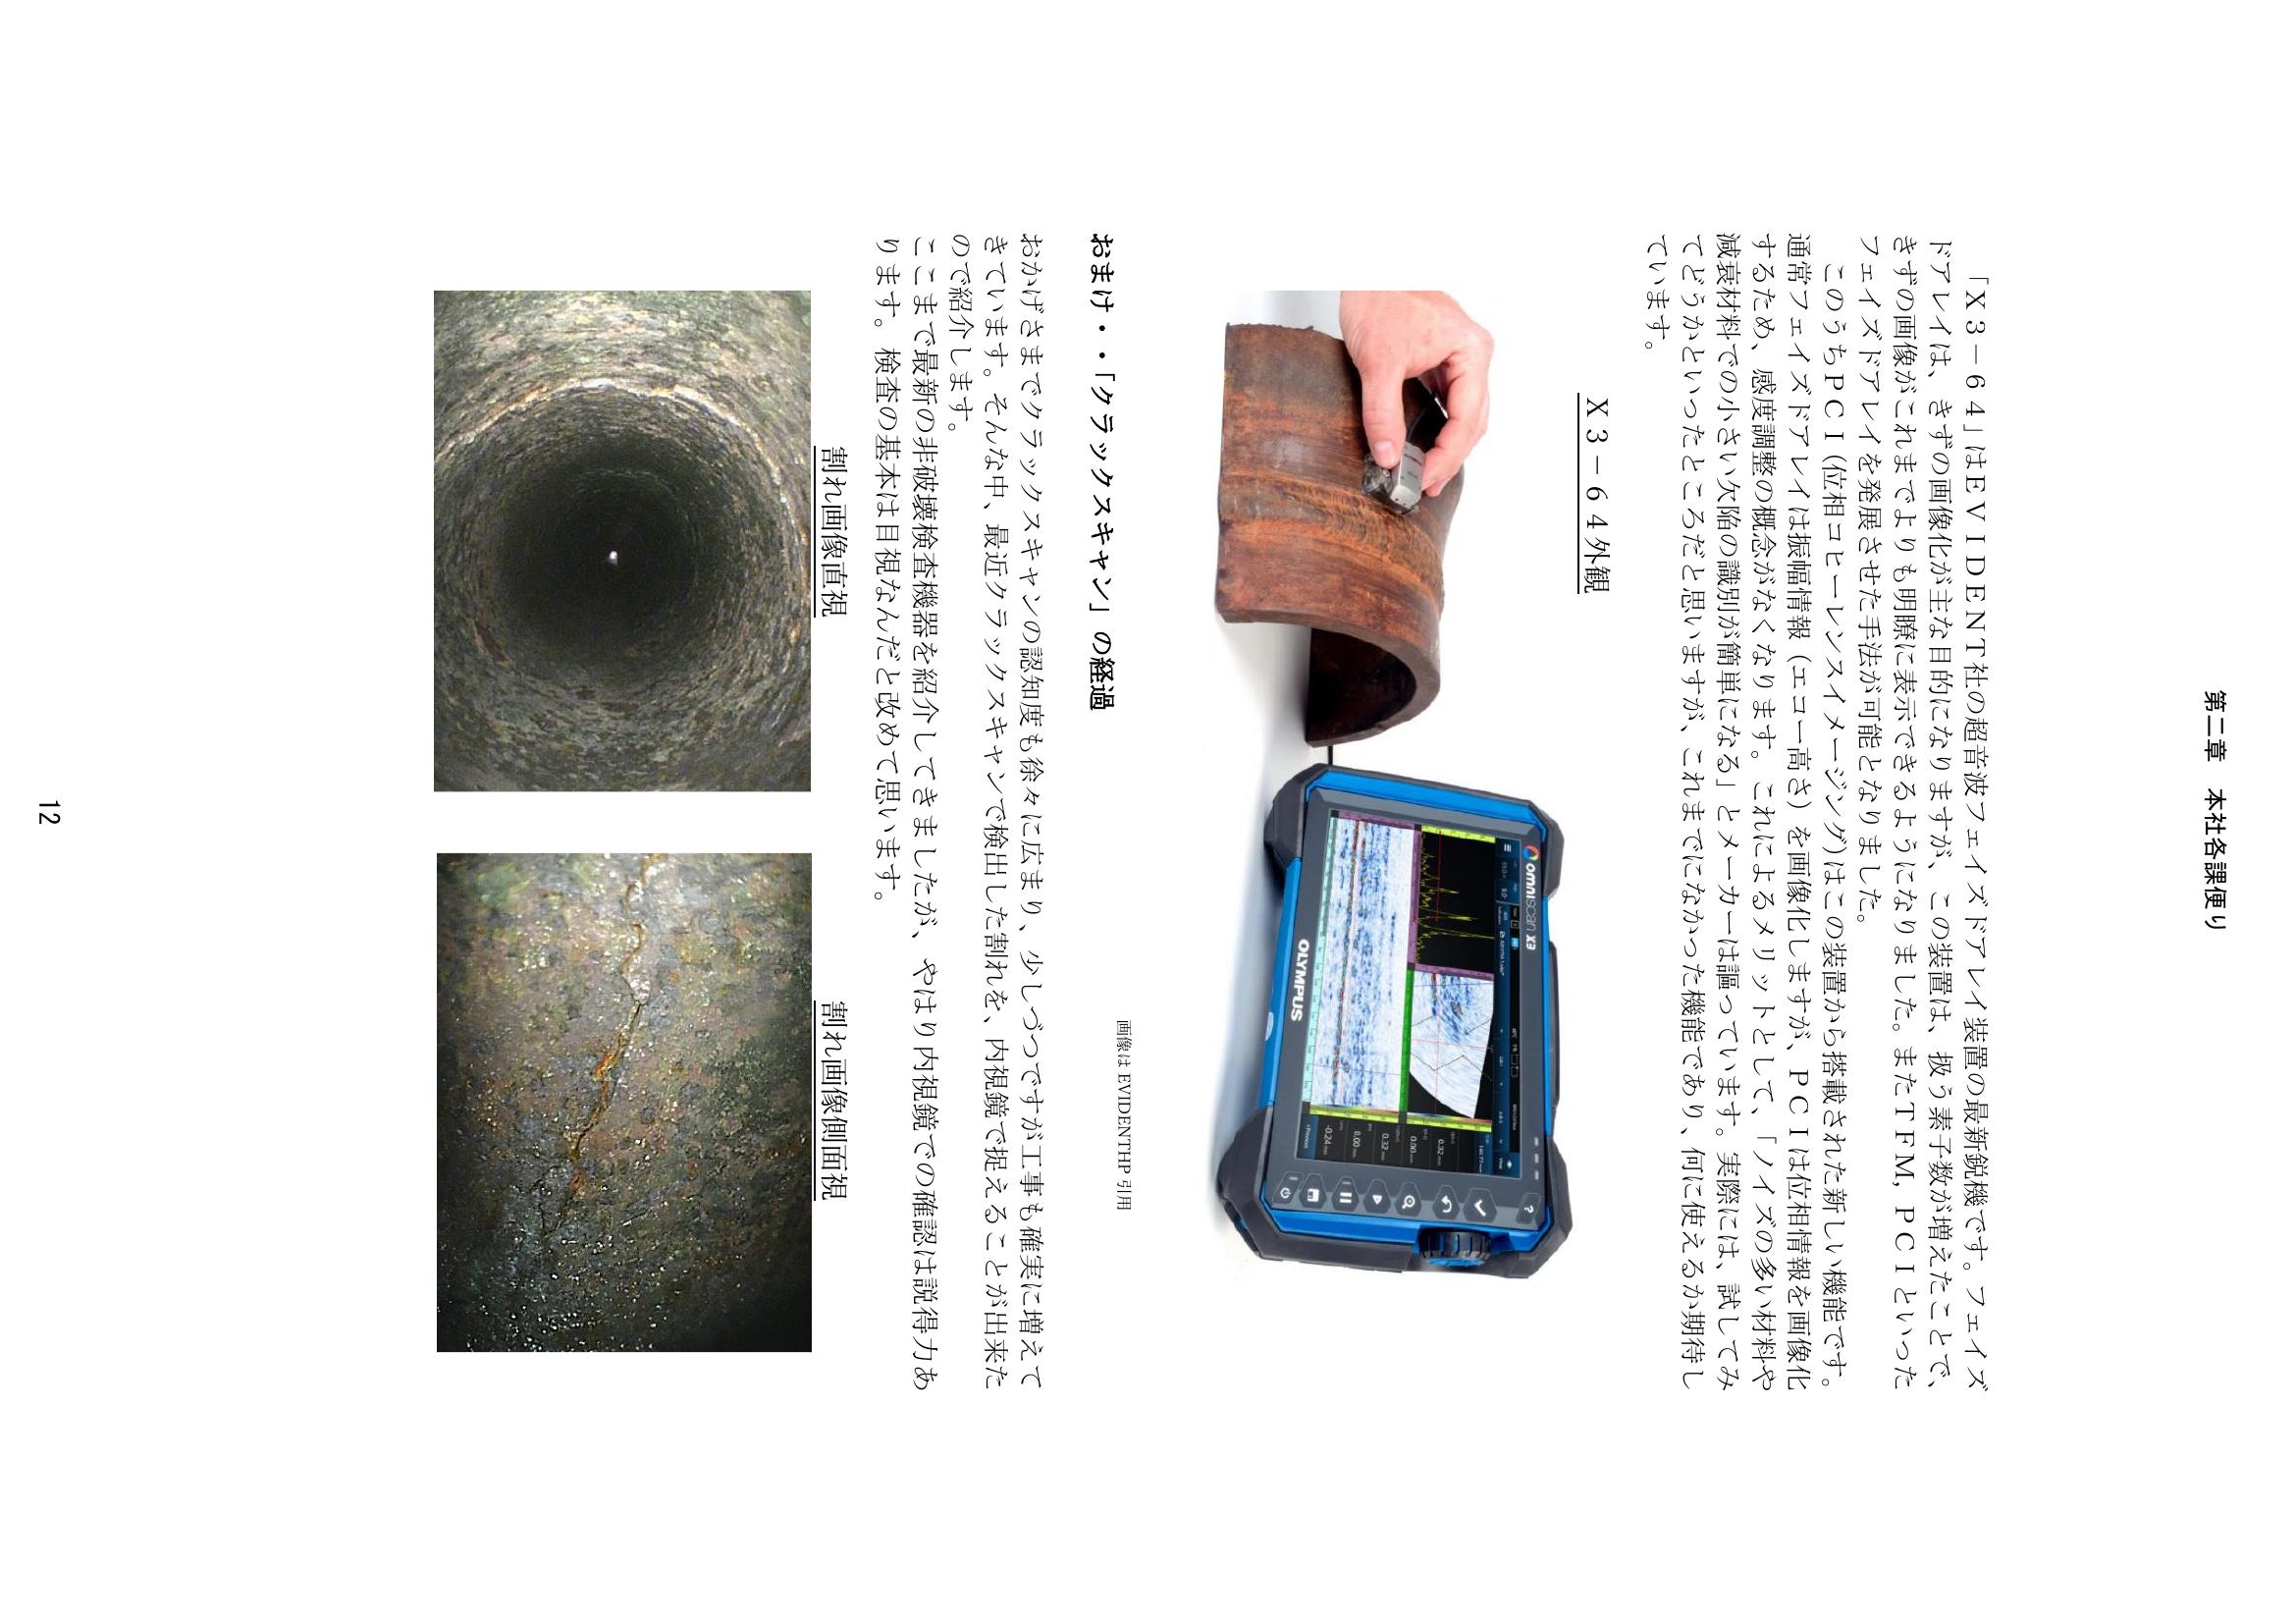 第二章　本社各課便り
「Ｘ３－６４」はＥＶＩＤＥＮＴ社の超音波フェイズドアレイ装置の最新鋭機です。フェイズ
ドアレイは、きずの画像化が主な目的になりますが、この装置は、扱う素子数が増えたことで、
きずの画像がこれまでよりも明瞭に表示できるようになりました。またＴＦＭ,ＰＣＩといった
フェイズドアレイを発展させた手法が可能となりました。
このうちＰＣＩ(位相コヒーレンスイメージング)はこの装置から搭載された新しい機能です。
通常フェイズドアレイは振幅情報（エコー高さ）を画像化しますが、ＰＣＩは位相情報を画像化
するため、感度調整の概念がなくなります。これによるメリットとして、「ノイズの多い材料や
減衰材料での小さい欠陥の識別が簡単になる」とメーカーは謳っています。実際には、試してみ
てどうかといったところだと思いますが、これまでになかった機能であり、何に使えるか期待し
ています。
Ｘ３－６４外観
OMNISCAN X3
OLYMPUS
画像は EVIDENTHP 引用
おまけ・・「クラックスキャン」の経過
おかげさまでクラックスキャンの認知度も徐々に広まり、少しづつですが工事も確実に増えて
きています。そんな中、最近クラックスキャンで検出した割れを、内視鏡で捉えることが出来た
ので紹介します。
ここまで最新の非破壊検査機器を紹介してきましたが、やはり内視鏡での確認は説得力あ
ります。検査の基本は目視なんだと改めて思います。
割れ画像直視
割れ画像側面視
12